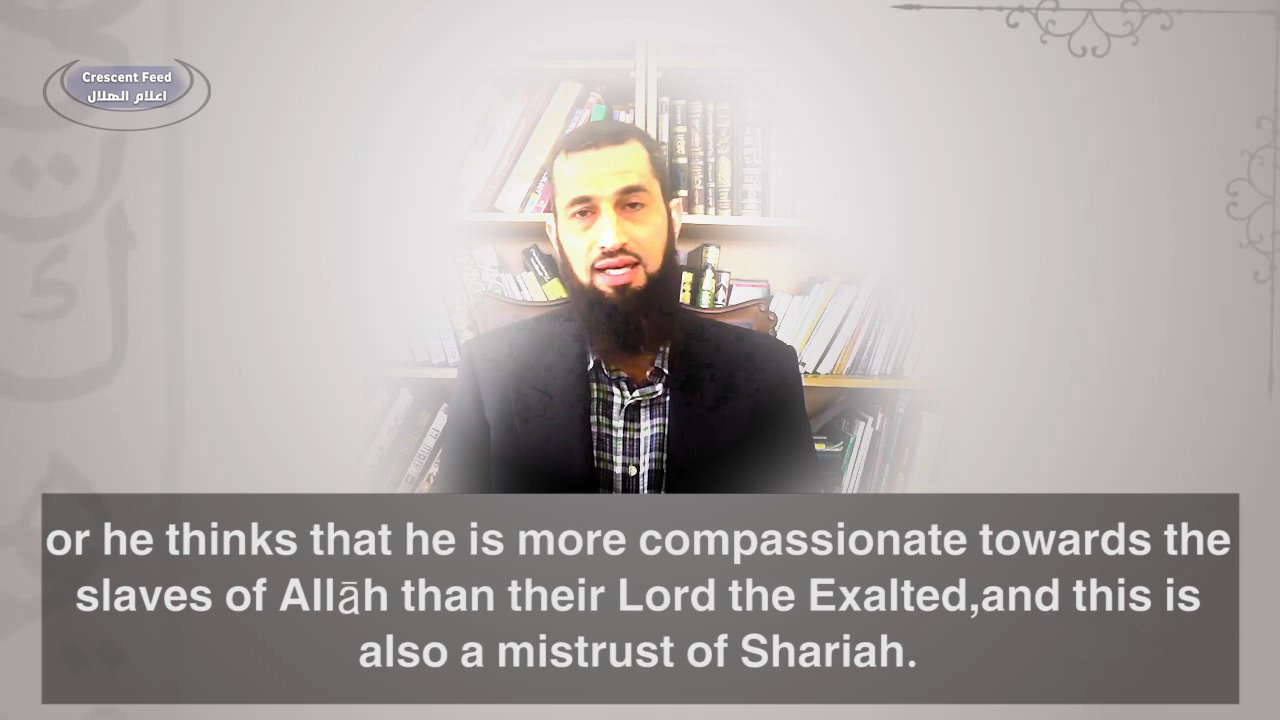 Crescent Feed
اعلام الهلال
or he thinks that he is more compassionate towards the
slaves of Allāh than their Lord the Exalted,and this is
also a mistrust of Shariah.